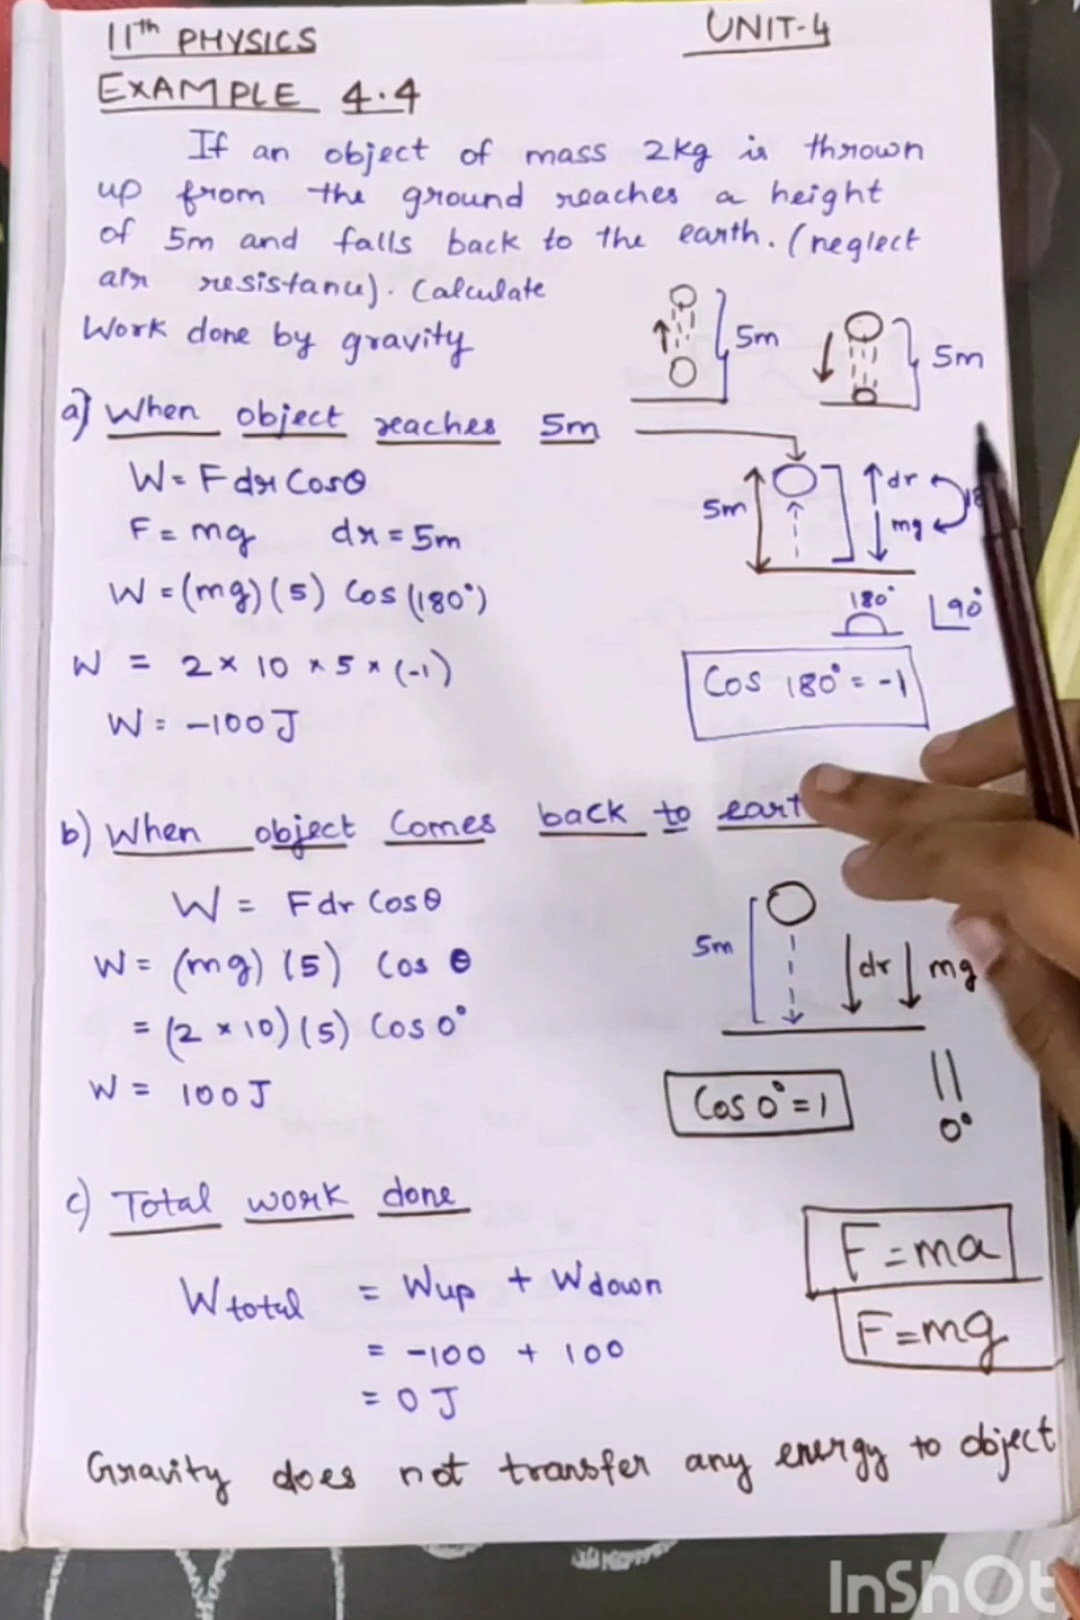 11th PHYSICS UNIT-4
EXAMPLE 4.4
If an object of mass 2kg is thrown
up from the ground reaches a height
of 5m and falls back to the earth. (neglect
air resistance). Calculate
Work done by gravity
5m 5m
a) When object reaches 5m
W = F dr Cosθ
F = mg dr = 5m
5m dr
mg
W = (mg) (5) Cos (180°)
180° 90°
W = 2 × 10 × 5 × (-1)
Cos 180° = -1
W = -100 J
b) When object Comes back to eart
W = F dr Cosθ
W = (mg) (5) Cos θ
5m dr mg
= (2 × 10) (5) Cos 0°
W = 100 J
Cos 0° = 1
0°
c) Total work done
F = ma
W total = W up + W down
F = mg
= -100 + 100
= 0 J
Gravity does not transfer any energy to object
InShOt